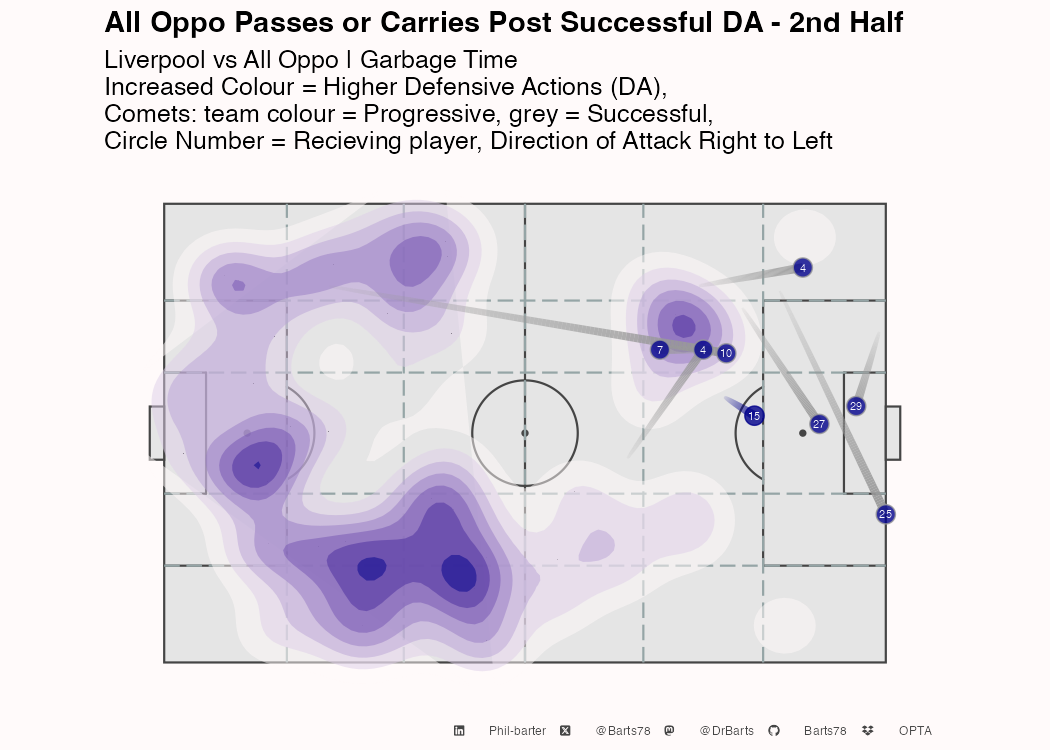 All Oppo Passes or Carries Post Successful DA - 2nd Half
Liverpool vs All Oppo | Garbage Time
Increased Colour = Higher Defensive Actions (DA),
Comets: team colour = Progressive, grey = Successful,
Circle Number = Recieving player, Direction of Attack Right to Left
4
7 4 10
15
29
27
25
Phil-barter @Barts78 @DrBarts Barts78 OPTA